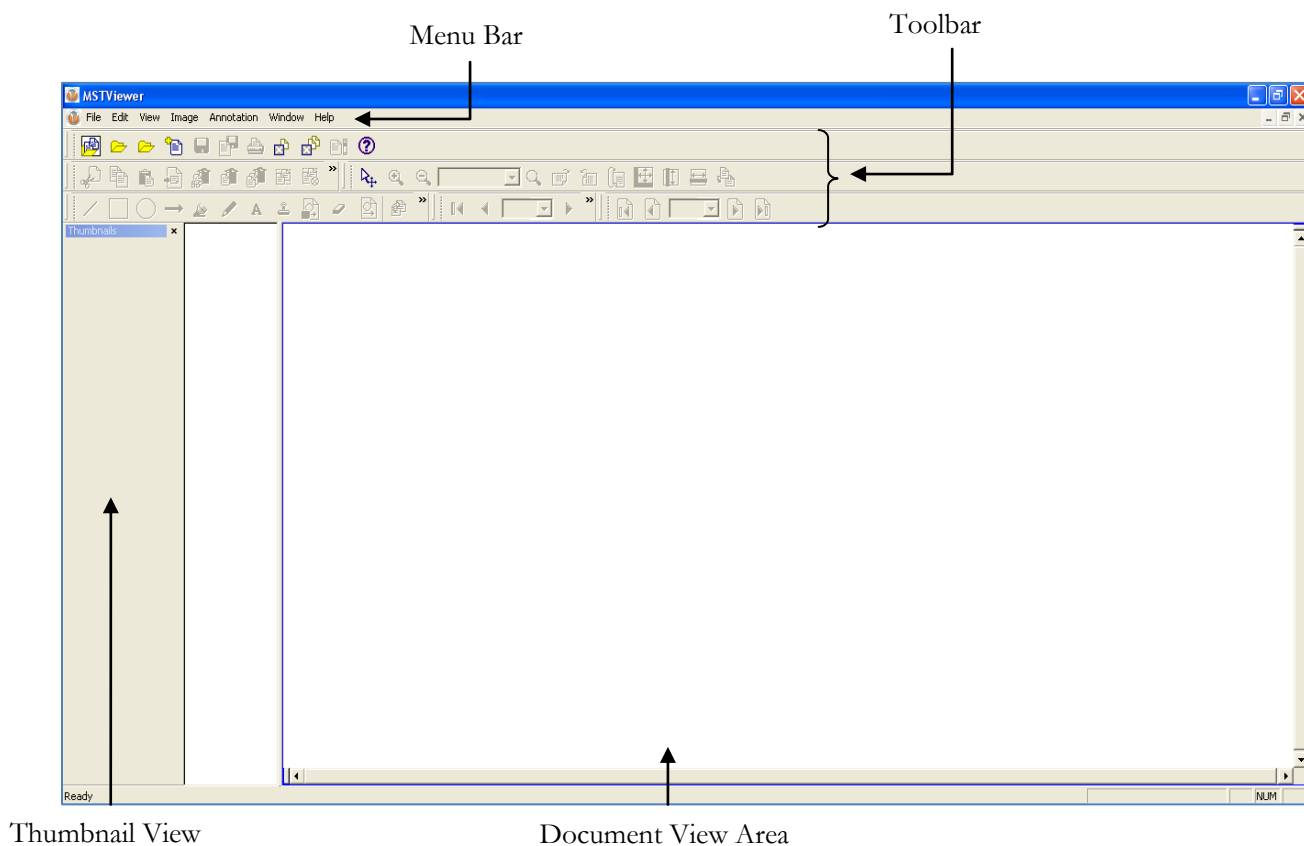 Toolbar
Menu Bar
MSTViewer
File Edit View Image Annotation Window Help
A
Thumbnails
Ready NUM
Thumbnail View Document View Area